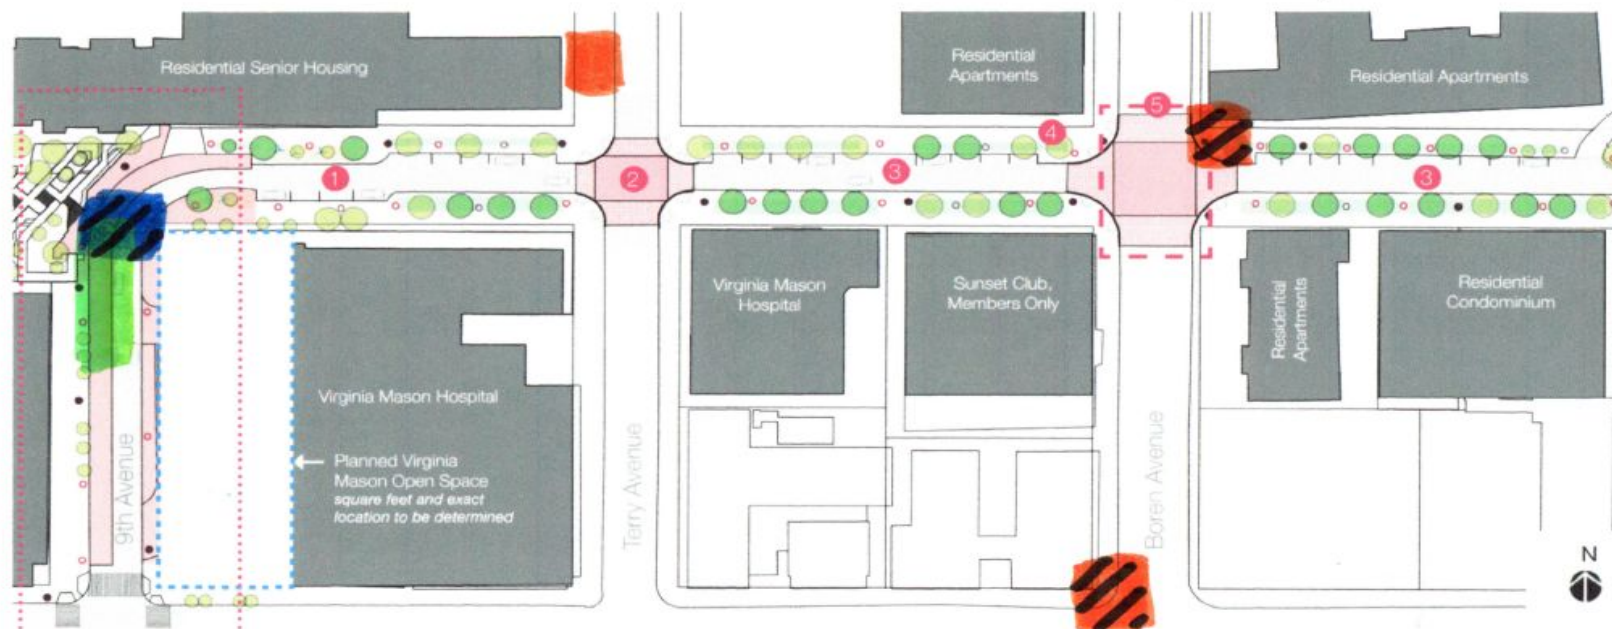 Residential Senior Housing
Residential
Apartments
Residential Apartments
5
4
1
2
3
3
Virginia Mason
Hospital
Sunset Club,
Members Only
Residential
Apartments
Residential
Condominium
Virginia Mason Hospital
Planned Virginia
Mason Open Space
square feet and exact
location to be determined
9th Avenue
Terry Avenue
Boren Avenue
N